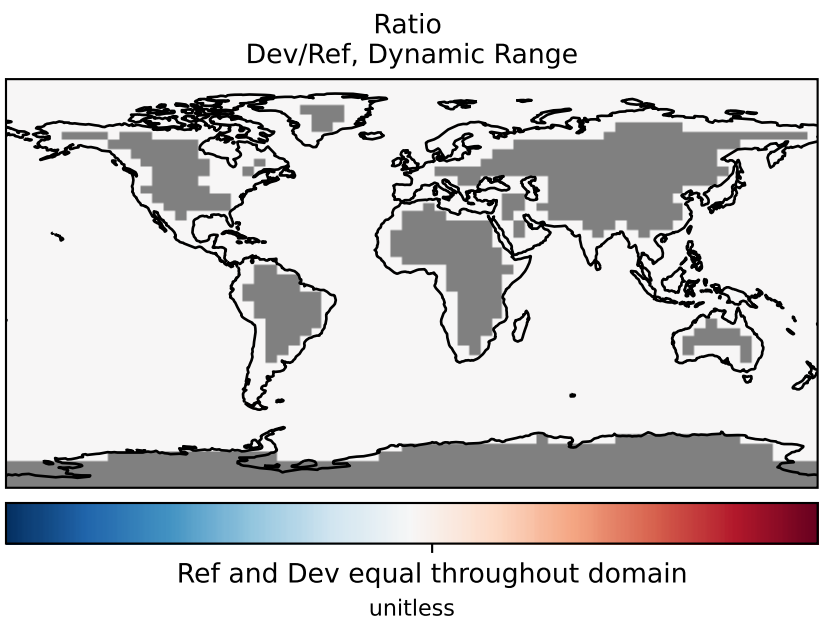 Ratio
Dev/Ref, Dynamic Range
Ref and Dev equal throughout domain
unitless